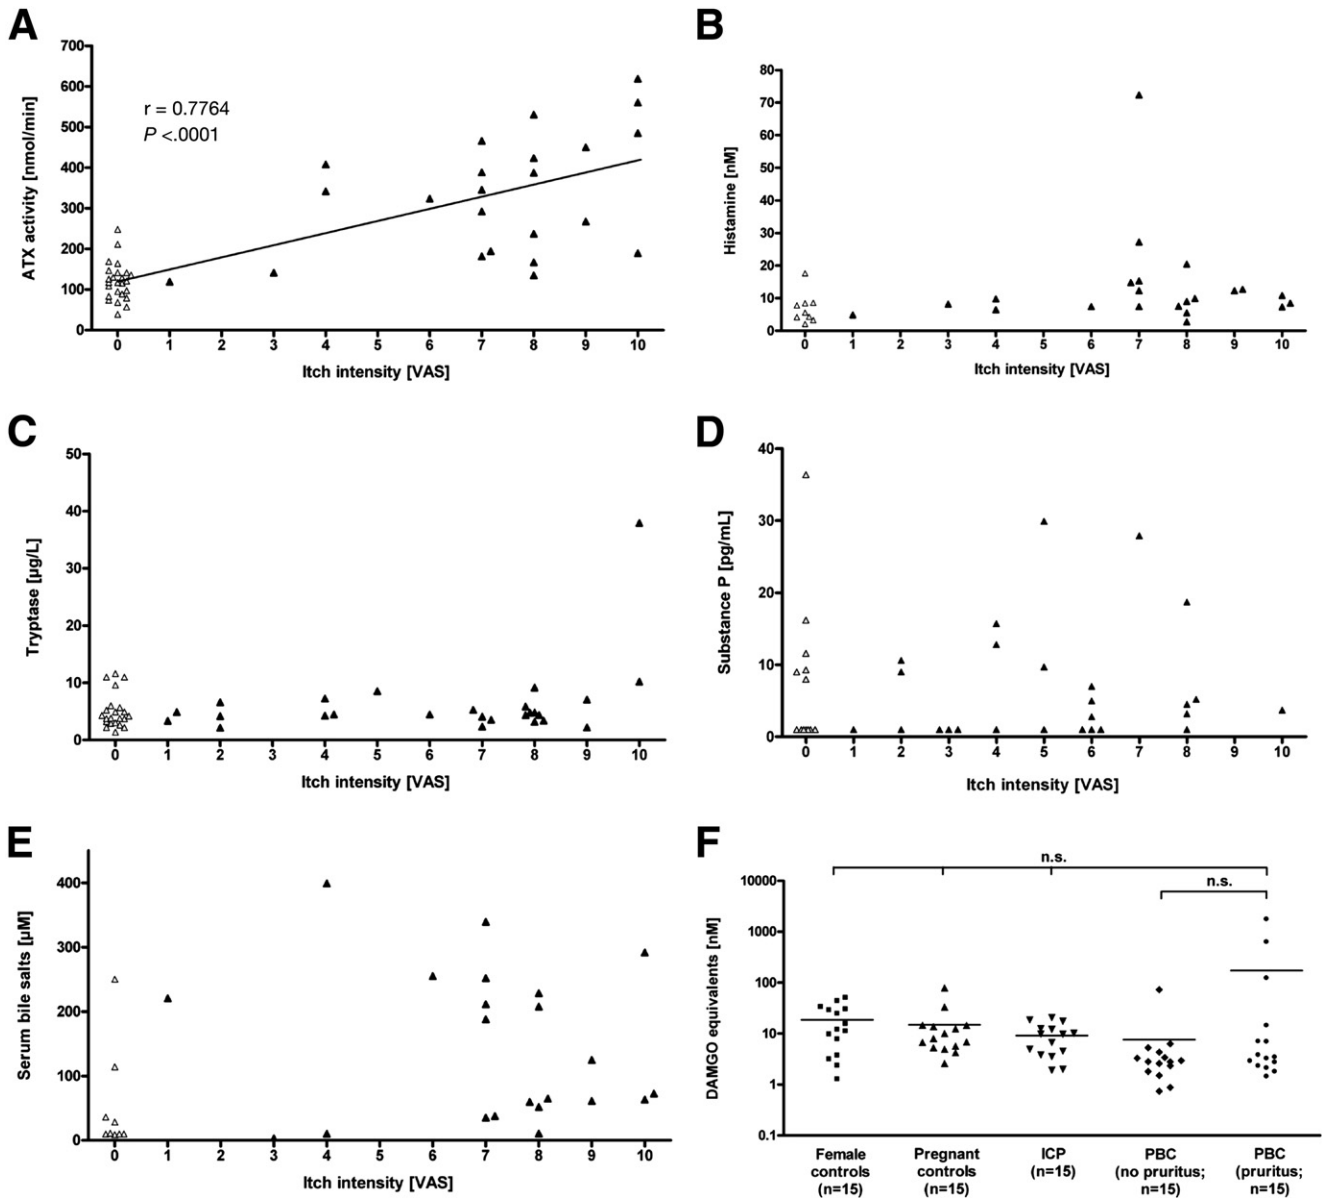 A
700
600
500
400
300
200
100
0
ATX activity [nmol/min]
r = 0.7764
P <.0001
0 1 2 3 4 5 6 7 8 9 10
Itch intensity [VAS]
B
80
70
60
50
40
30
20
10
0
Histamine [nM]
0 1 2 3 4 5 6 7 8 9 10
Itch intensity [VAS]
C
50
40
30
20
10
0
Tryptase [µg/L]
0 1 2 3 4 5 6 7 8 9 10
Itch intensity [VAS]
D
40
30
20
10
0
Substance P [pg/mL]
0 1 2 3 4 5 6 7 8 9 10
Itch intensity [VAS]
E
400
300
200
100
0
Serum bile salts [µM]
0 1 2 3 4 5 6 7 8 9 10
Itch intensity [VAS]
F
n.s.
n.s.
10000
1000
100
10
1
0.1
DAMGO equivalents [nM]
Female
controls
(n=15)
Pregnant
controls
(n=15)
ICP
(n=15)
PBC
(no pruritus;
n=15)
PBC
(pruritus;
n=15)